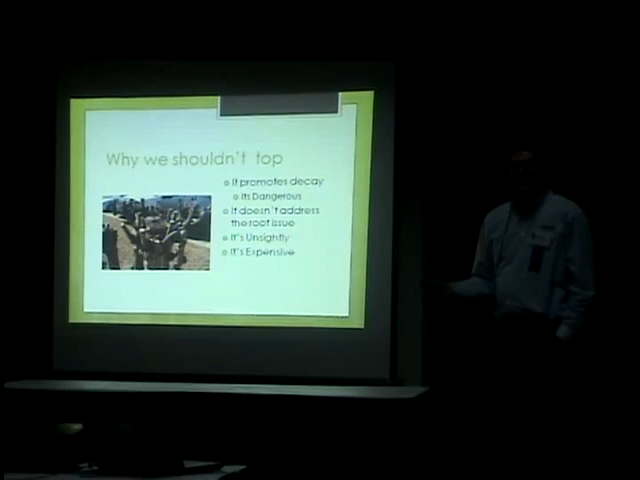 Why we shouldn't top
It promotes decay
Its Dangerous
It doesn't address
the root issue
It's Unsightly
It's Expensive